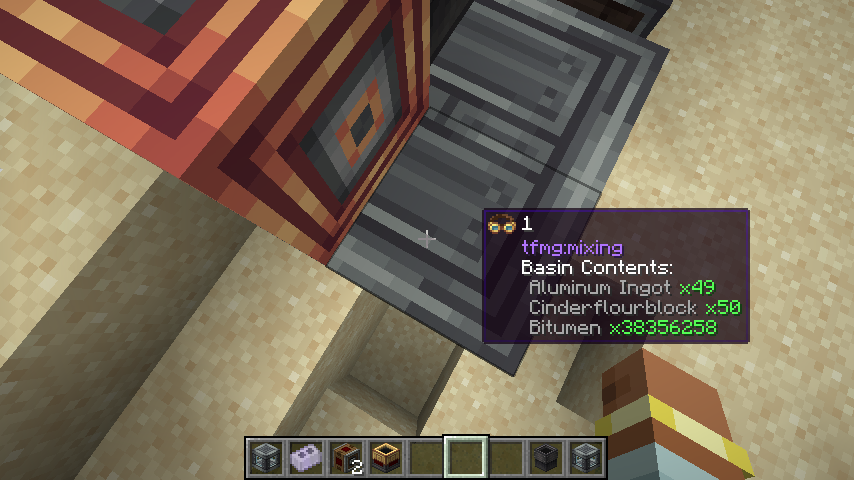 1
tfmg:mixing
Basin Contents:
Aluminum Ingot x49
Cinderflourblock x50
Bitumen x38356258
2